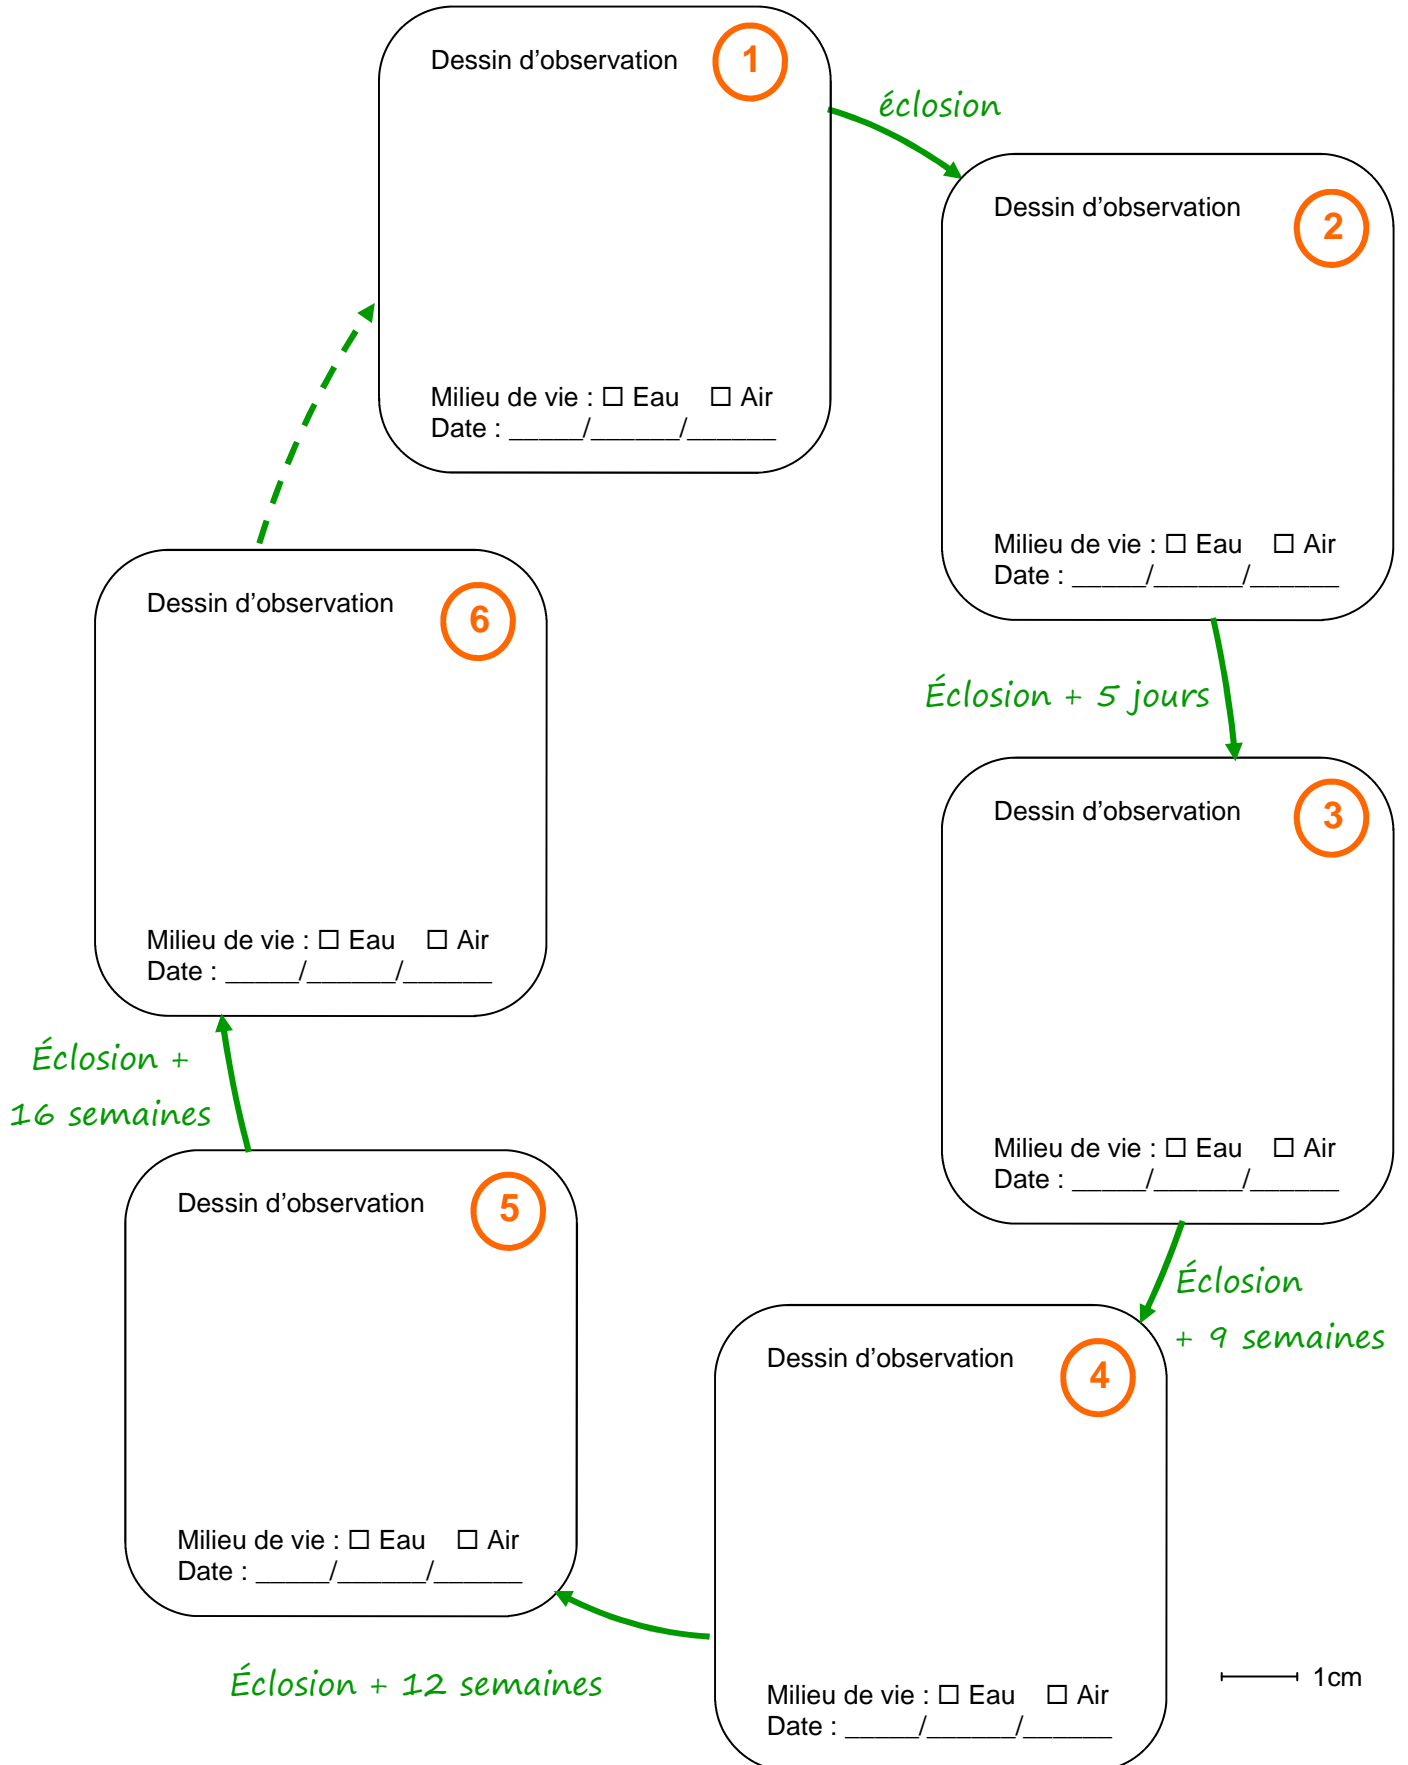 Dessin d’observation
1
Milieu de vie : ☐ Eau ☐ Air
Date : _____/______/______
éclosion
Dessin d’observation
2
Milieu de vie : ☐ Eau ☐ Air
Date : _____/______/______
Éclosion + 5 jours
Dessin d’observation
3
Milieu de vie : ☐ Eau ☐ Air
Date : _____/______/______
Éclosion
+ 9 semaines
Dessin d’observation
4
Milieu de vie : ☐ Eau ☐ Air
Date : _____/______/______
Éclosion + 12 semaines
Dessin d’observation
5
Milieu de vie : ☐ Eau ☐ Air
Date : _____/______/______
Éclosion +
16 semaines
Dessin d’observation
6
Milieu de vie : ☐ Eau ☐ Air
Date : _____/______/______
1cm